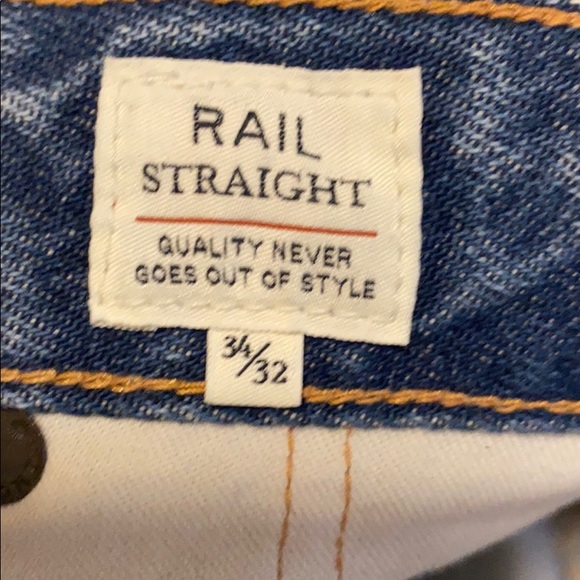 RAIL
STRAIGHT
QUALITY NEVER
GOES OUT OF STYLE
34/32